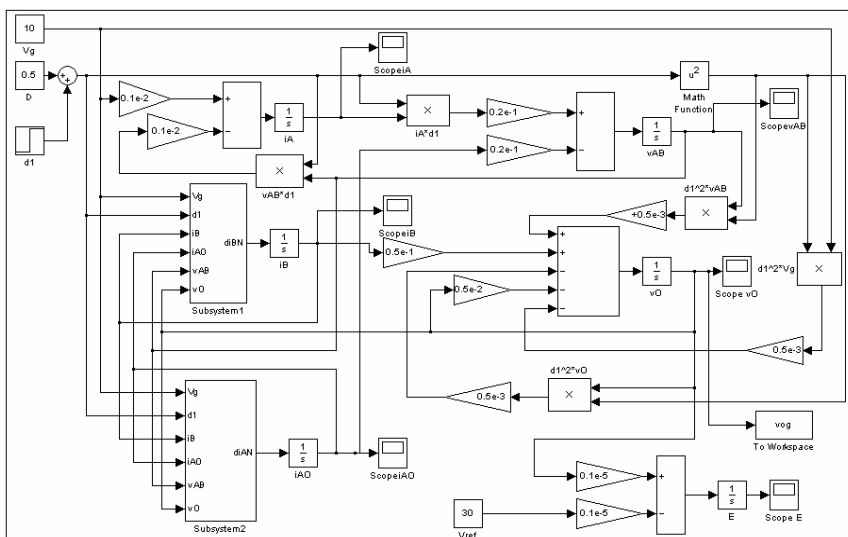 10
Vg
0.5
D
+
+
d1
0.1e-2
0.1e-2
+
−
1
s
iA
ScopeiA
×
iA*d1
×
vAB*d1
0.2e-1
0.2e-1
+
−
1
s
vAB
u²
Math
Function
ScopevAB
Vg
d1
iB
iAO
vAB
vO
diBN
Subsystem1
1
s
iB
ScopeiB
0.5e-1
0.5e-2
+
+
−
−
−
1
s
vO
Scope vO
+0.5e-3
×
d1^2*vAB
×
d1^2*Vg
0.5e-3
0.5e-3
×
d1^2*vO
Vg
d1
iB
iAO
vAB
vO
diAN
Subsystem2
1
s
iAO
ScopeiAO
vog
To Workspace
30
Vref
0.1e-5
0.1e-5
+
−
1
s
E
Scope E